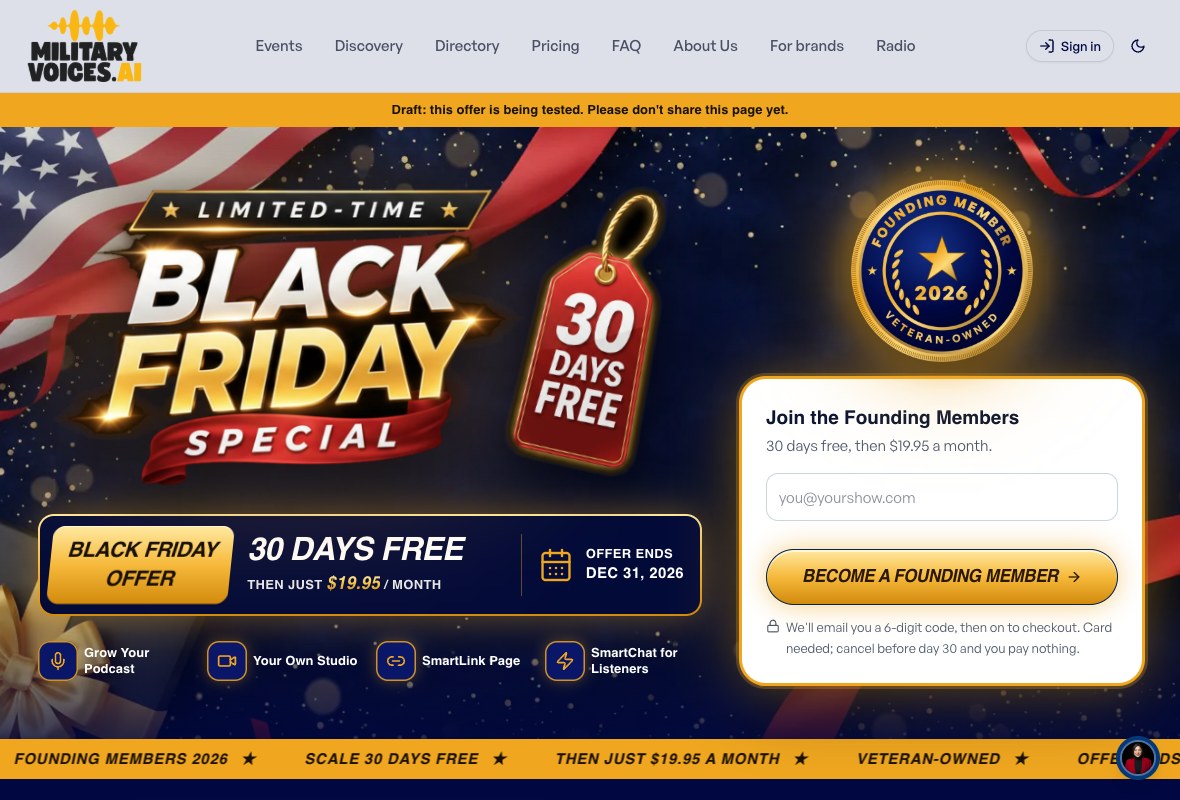 MILITARY
VOICES.AI
Events
Discovery
Directory
Pricing
FAQ
About Us
For brands
Radio
Sign in
Draft: this offer is being tested. Please don't share this page yet.
LIMITED-TIME
BLACK
FRIDAY
SPECIAL
30
DAYS
FREE
FOUNDING MEMBER
2026
VETERAN-OWNED
Join the Founding Members
30 days free, then $19.95 a month.
you@yourshow.com
BECOME A FOUNDING MEMBER
We'll email you a 6-digit code, then on to checkout. Card
needed; cancel before day 30 and you pay nothing.
BLACK FRIDAY
OFFER
30 DAYS FREE
THEN JUST $19.95 / MONTH
OFFER ENDS
DEC 31, 2026
Grow Your
Podcast
Your Own Studio
SmartLink Page
SmartChat for
Listeners
FOUNDING MEMBERS 2026 ★ SCALE 30 DAYS FREE ★ THEN JUST $19.95 A MONTH ★ VETERAN-OWNED ★